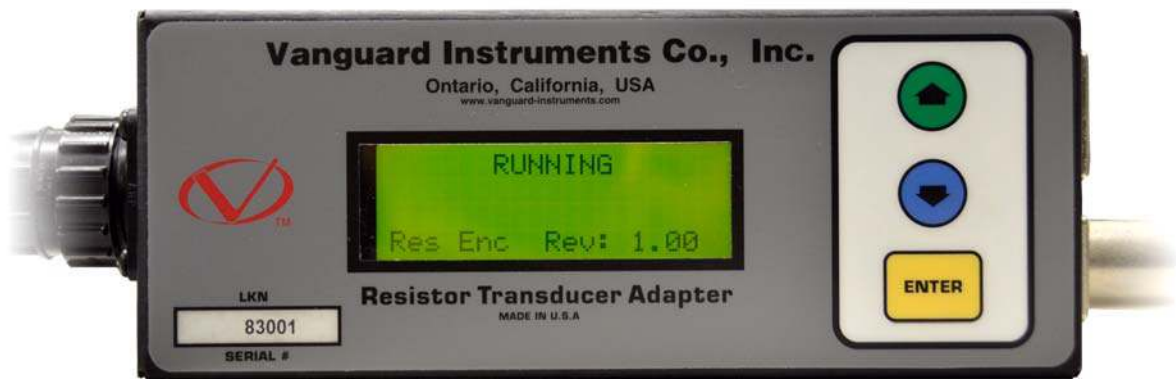 Vanguard Instruments Co., Inc.
Ontario, California, USA
www.vanguard-instruments.com
RUNNING
Res Enc Rev: 1.00
TM
Resistor Transducer Adapter
MADE IN U.S.A
LKN
83001
SERIAL #
ENTER